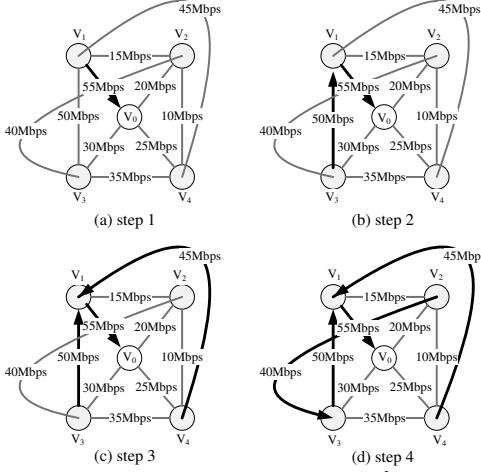 45Mbps
V1
V2
15Mbps
55Mbps
20Mbps
V0
50Mbps
10Mbps
40Mbps
30Mbps
25Mbps
35Mbps
V3
V4
(a) step 1
45Mbps
V1
V2
15Mbps
55Mbps
20Mbps
V0
50Mbps
10Mbps
40Mbps
30Mbps
25Mbps
35Mbps
V3
V4
(b) step 2
45Mbps
V1
V2
15Mbps
55Mbps
20Mbps
V0
50Mbps
10Mbps
40Mbps
30Mbps
25Mbps
35Mbps
V3
V4
(c) step 3
45Mbps
V1
V2
15Mbps
55Mbps
20Mbps
V0
50Mbps
10Mbps
40Mbps
30Mbps
25Mbps
35Mbps
V3
V4
(d) step 4